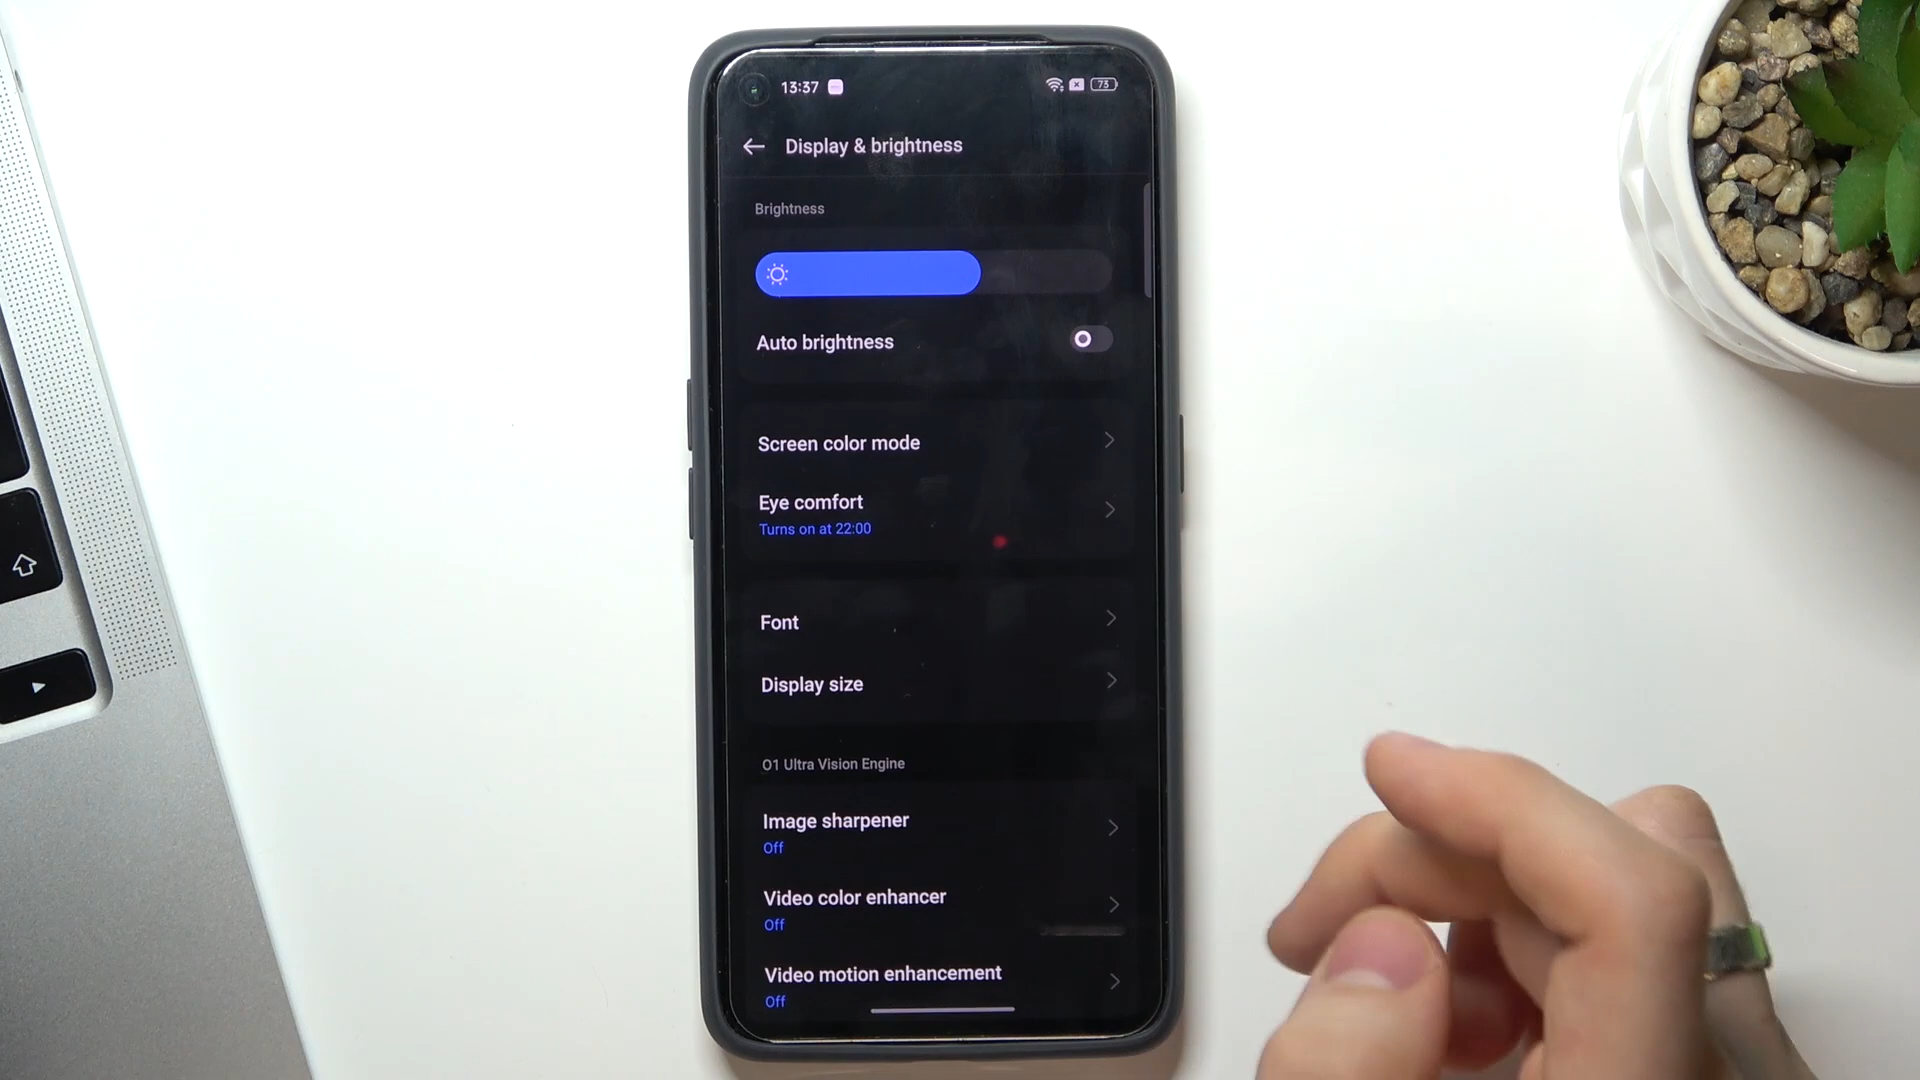 13:37
73
Display & brightness
Brightness
Auto brightness
Screen color mode
Eye comfort
Turns on at 22:00
Font
Display size
O1 Ultra Vision Engine
Image sharpener
Off
Video color enhancer
Off
Video motion enhancement
Off